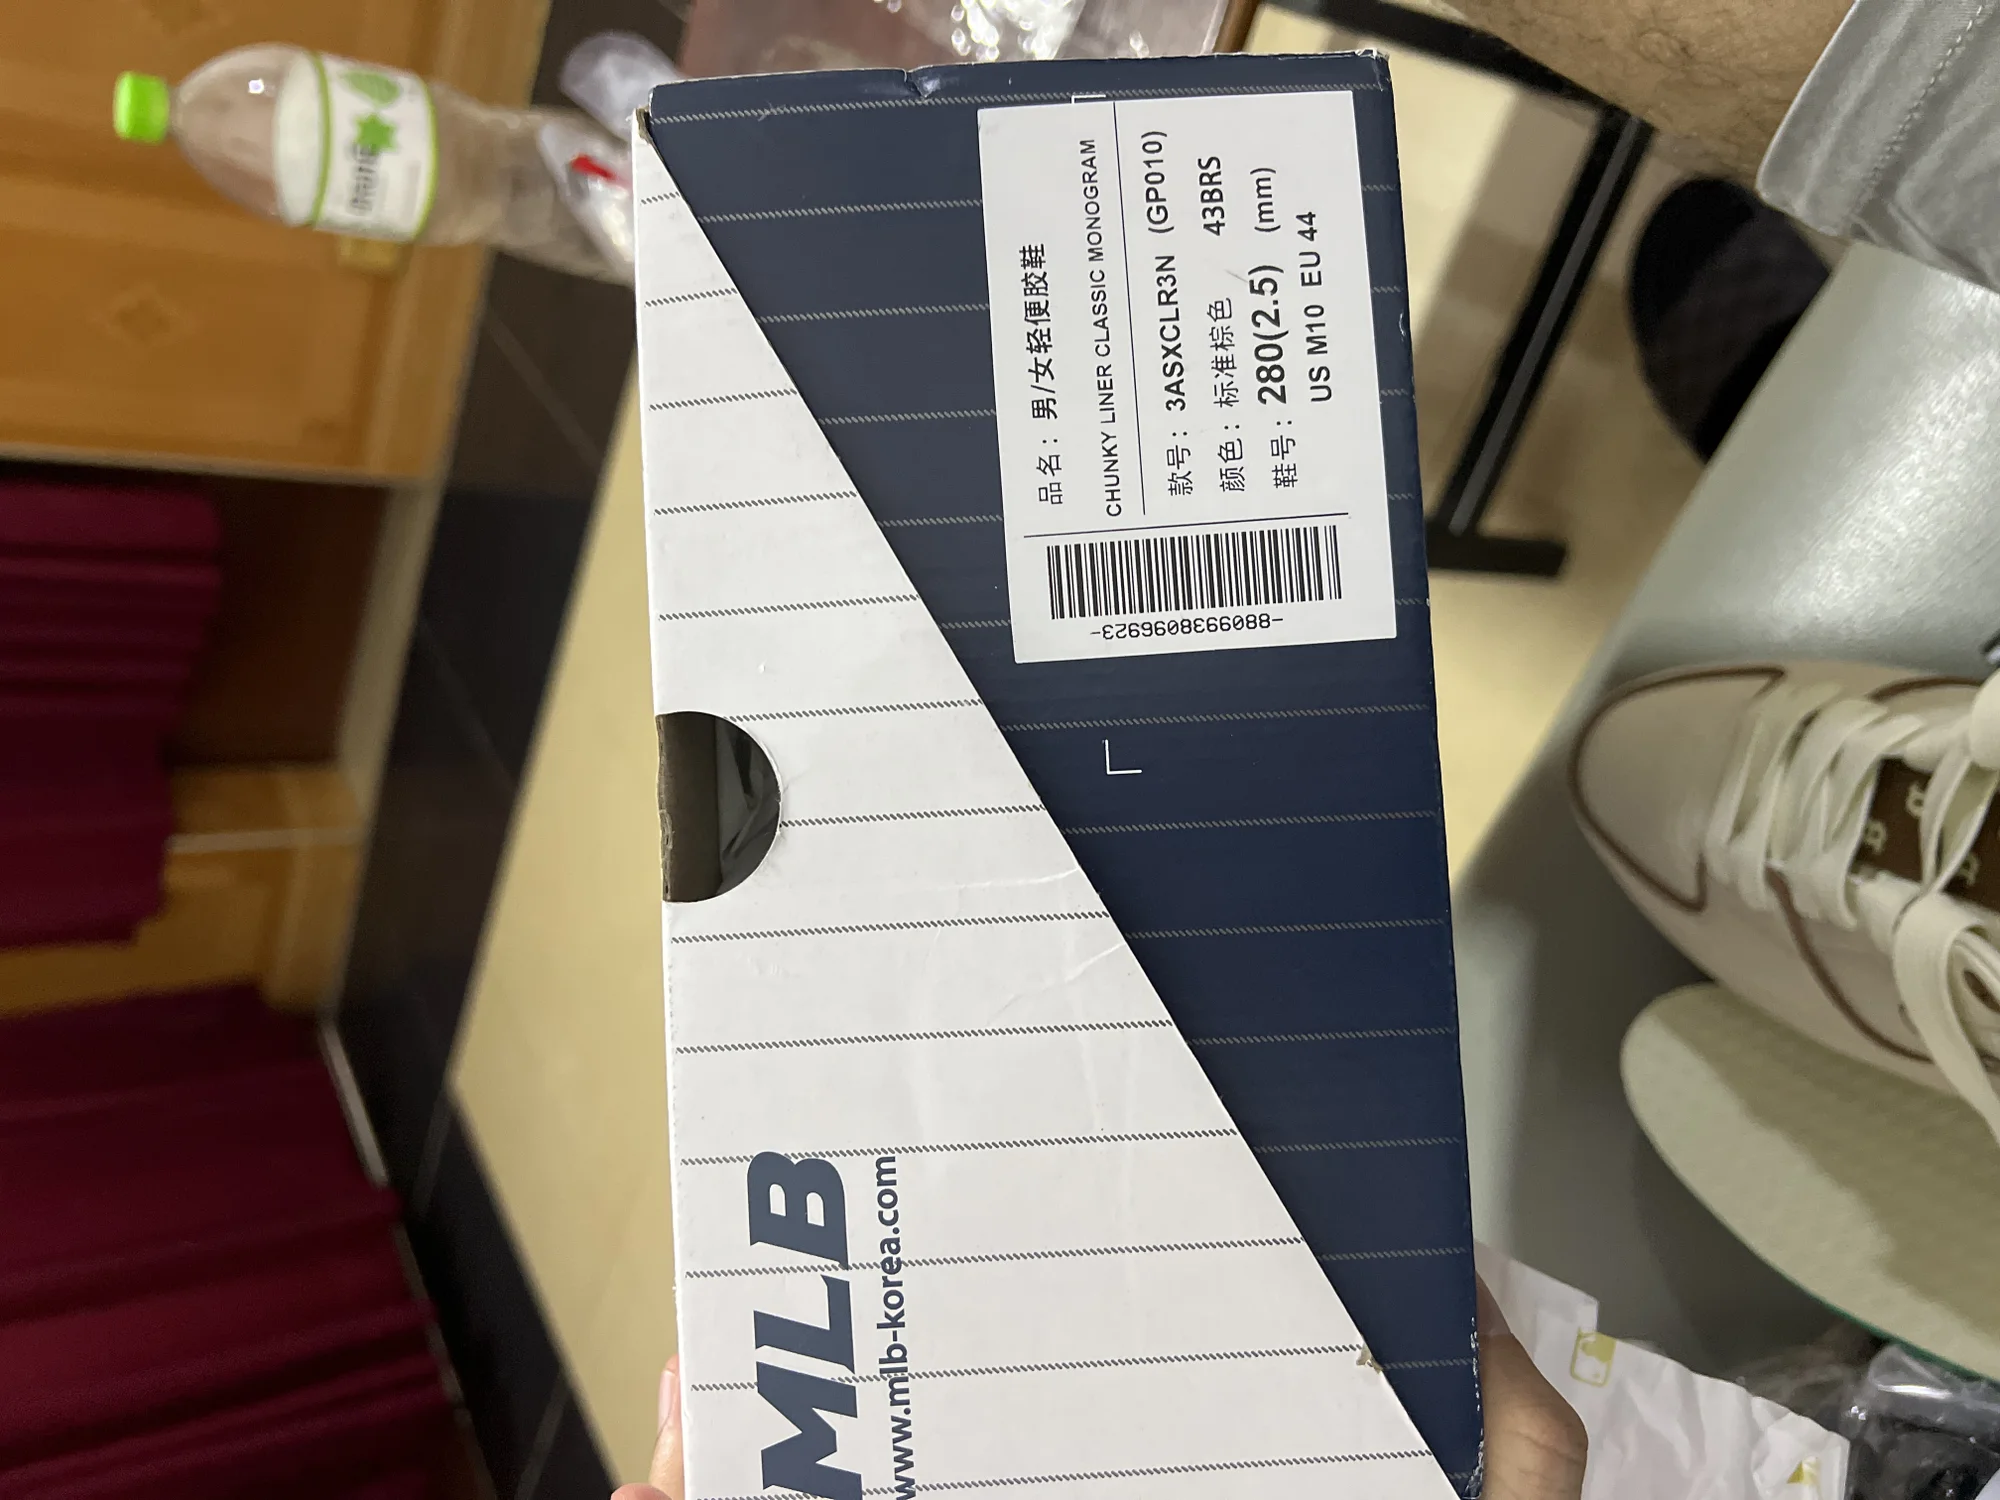 品名：男/女轻便胶鞋
CHUNKY LINER CLASSIC MONOGRAM
款号：3ASXCLR3N (GP010)
颜色：标准棕色 43BRS
鞋号：280(2.5) (mm)
US M10 EU 44
-8809938096923-
MLB
www.mlb-korea.com